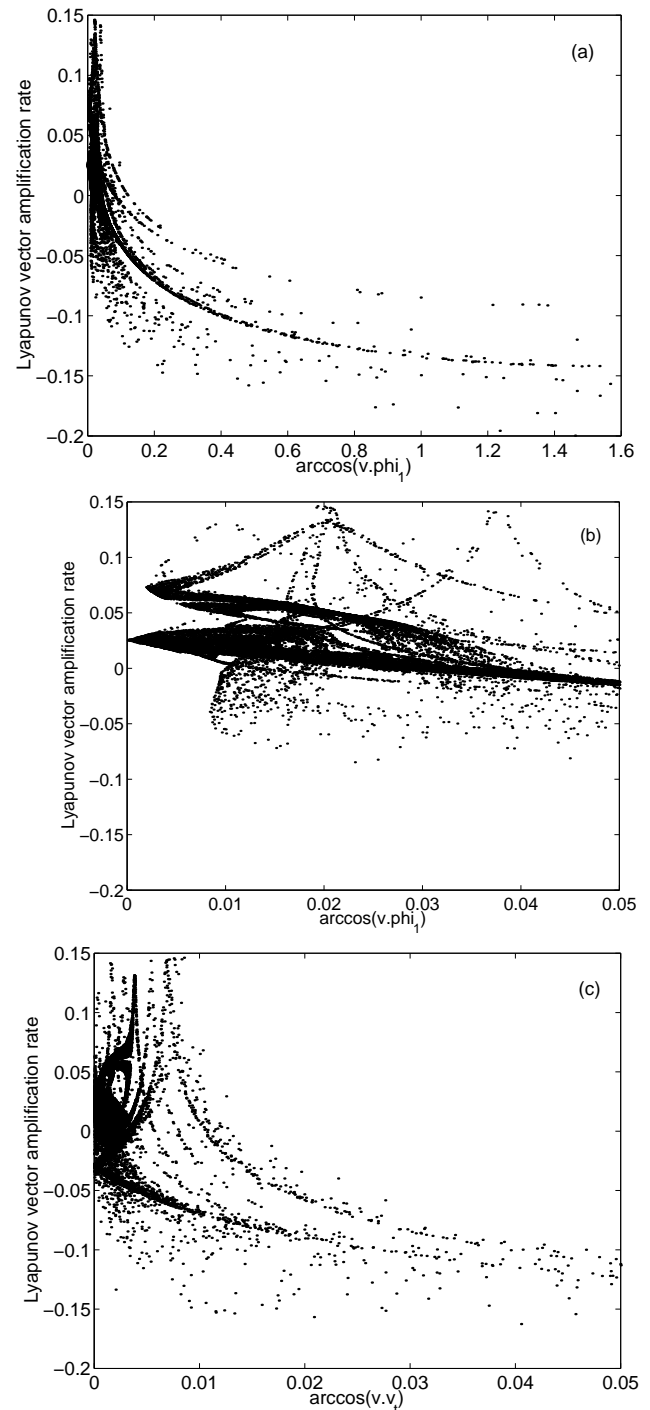 0.15
(a)
0.1
0.05
0
−0.05
−0.1
−0.15
−0.2
Lyapunov vector amplification rate
0 0.2 0.4 0.6 0.8 1 1.2 1.4 1.6
arccos(v.phi₁)
0.15
(b)
0.1
0.05
0
−0.05
−0.1
−0.15
−0.2
Lyapunov vector amplification rate
0 0.01 0.02 0.03 0.04 0.05
arccos(v.phi₁)
0.15
(c)
0.1
0.05
0
−0.05
−0.1
−0.15
−0.2
Lyapunov vector amplification rate
0 0.01 0.02 0.03 0.04 0.05
arccos(v.vₜ)